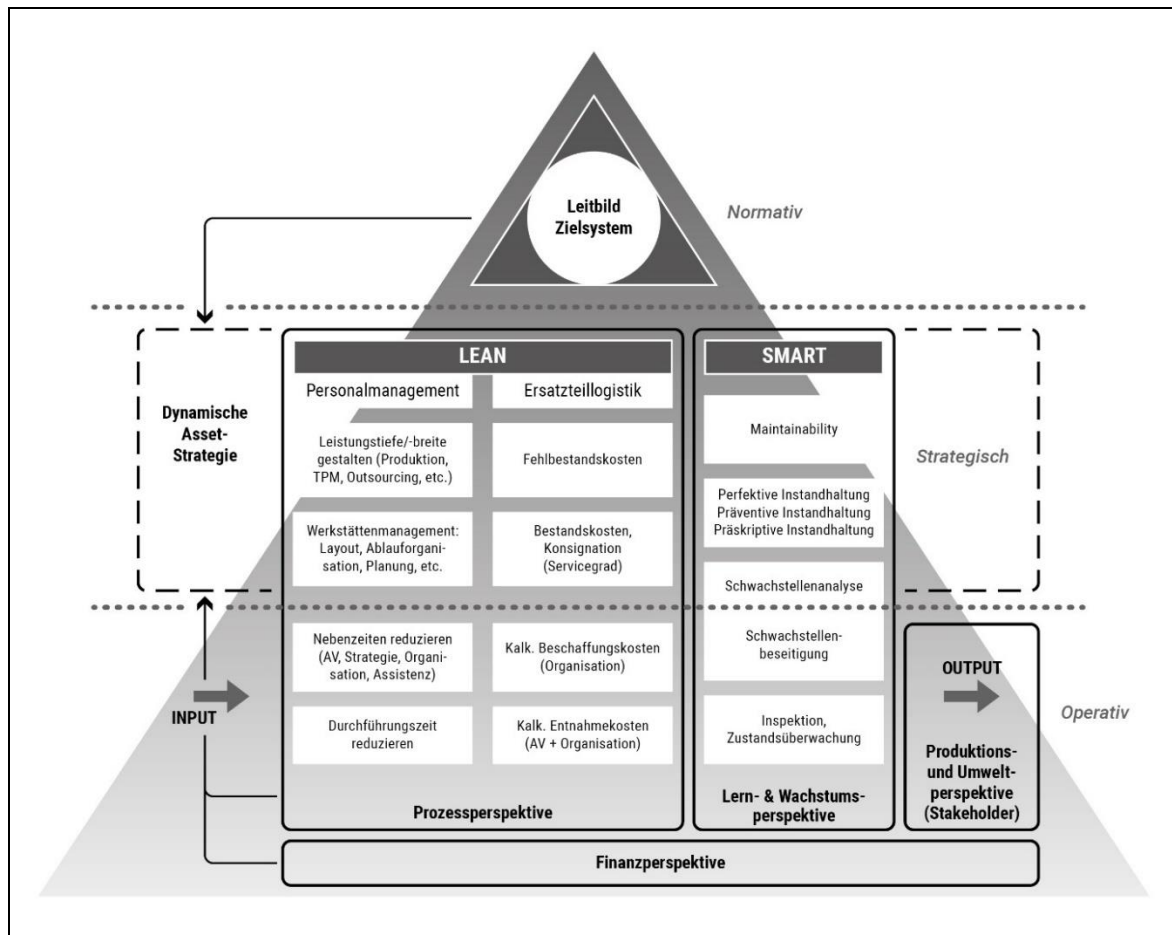 Leitbild
Zielsystem
Normativ
Dynamische
Asset-
Strategie
LEAN
Personalmanagement
Leistungstiefe/-breite
gestalten (Produktion,
TPM, Outsourcing, etc.)
Werkstättenmanagement:
Layout, Ablauforgani-
sation, Planung, etc.
Nebenzeiten reduzieren
(AV, Strategie, Organi-
sation, Assistenz)
Durchführungszeit
reduzieren
Ersatzteillogistik
Fehlbestandskosten
Bestandskosten,
Konsignation
(Servicegrad)
Kalk. Beschaffungskosten
(Organisation)
Kalk. Entnahmekosten
(AV + Organisation)
Prozessperspektive
SMART
Maintainability
Perfektive Instandhaltung
Präventive Instandhaltung
Präskriptive Instandhaltung
Schwachstellenanalyse
Schwachstellen-
beseitigung
Inspektion,
Zustandsüberwachung
Lern- & Wachstums-
perspektive
Strategisch
INPUT
OUTPUT
Produktions-
und Umwelt-
perspektive
(Stakeholder)
Operativ
Finanzperspektive